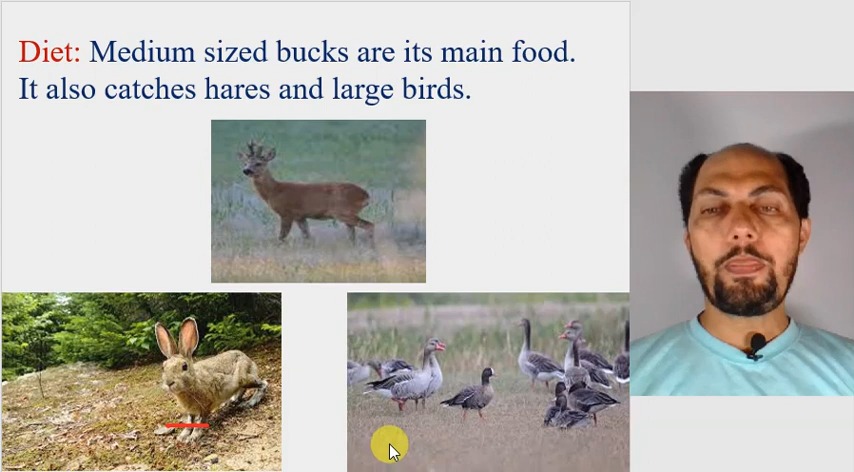 Diet: Medium sized bucks are its main food.
It also catches hares and large birds.